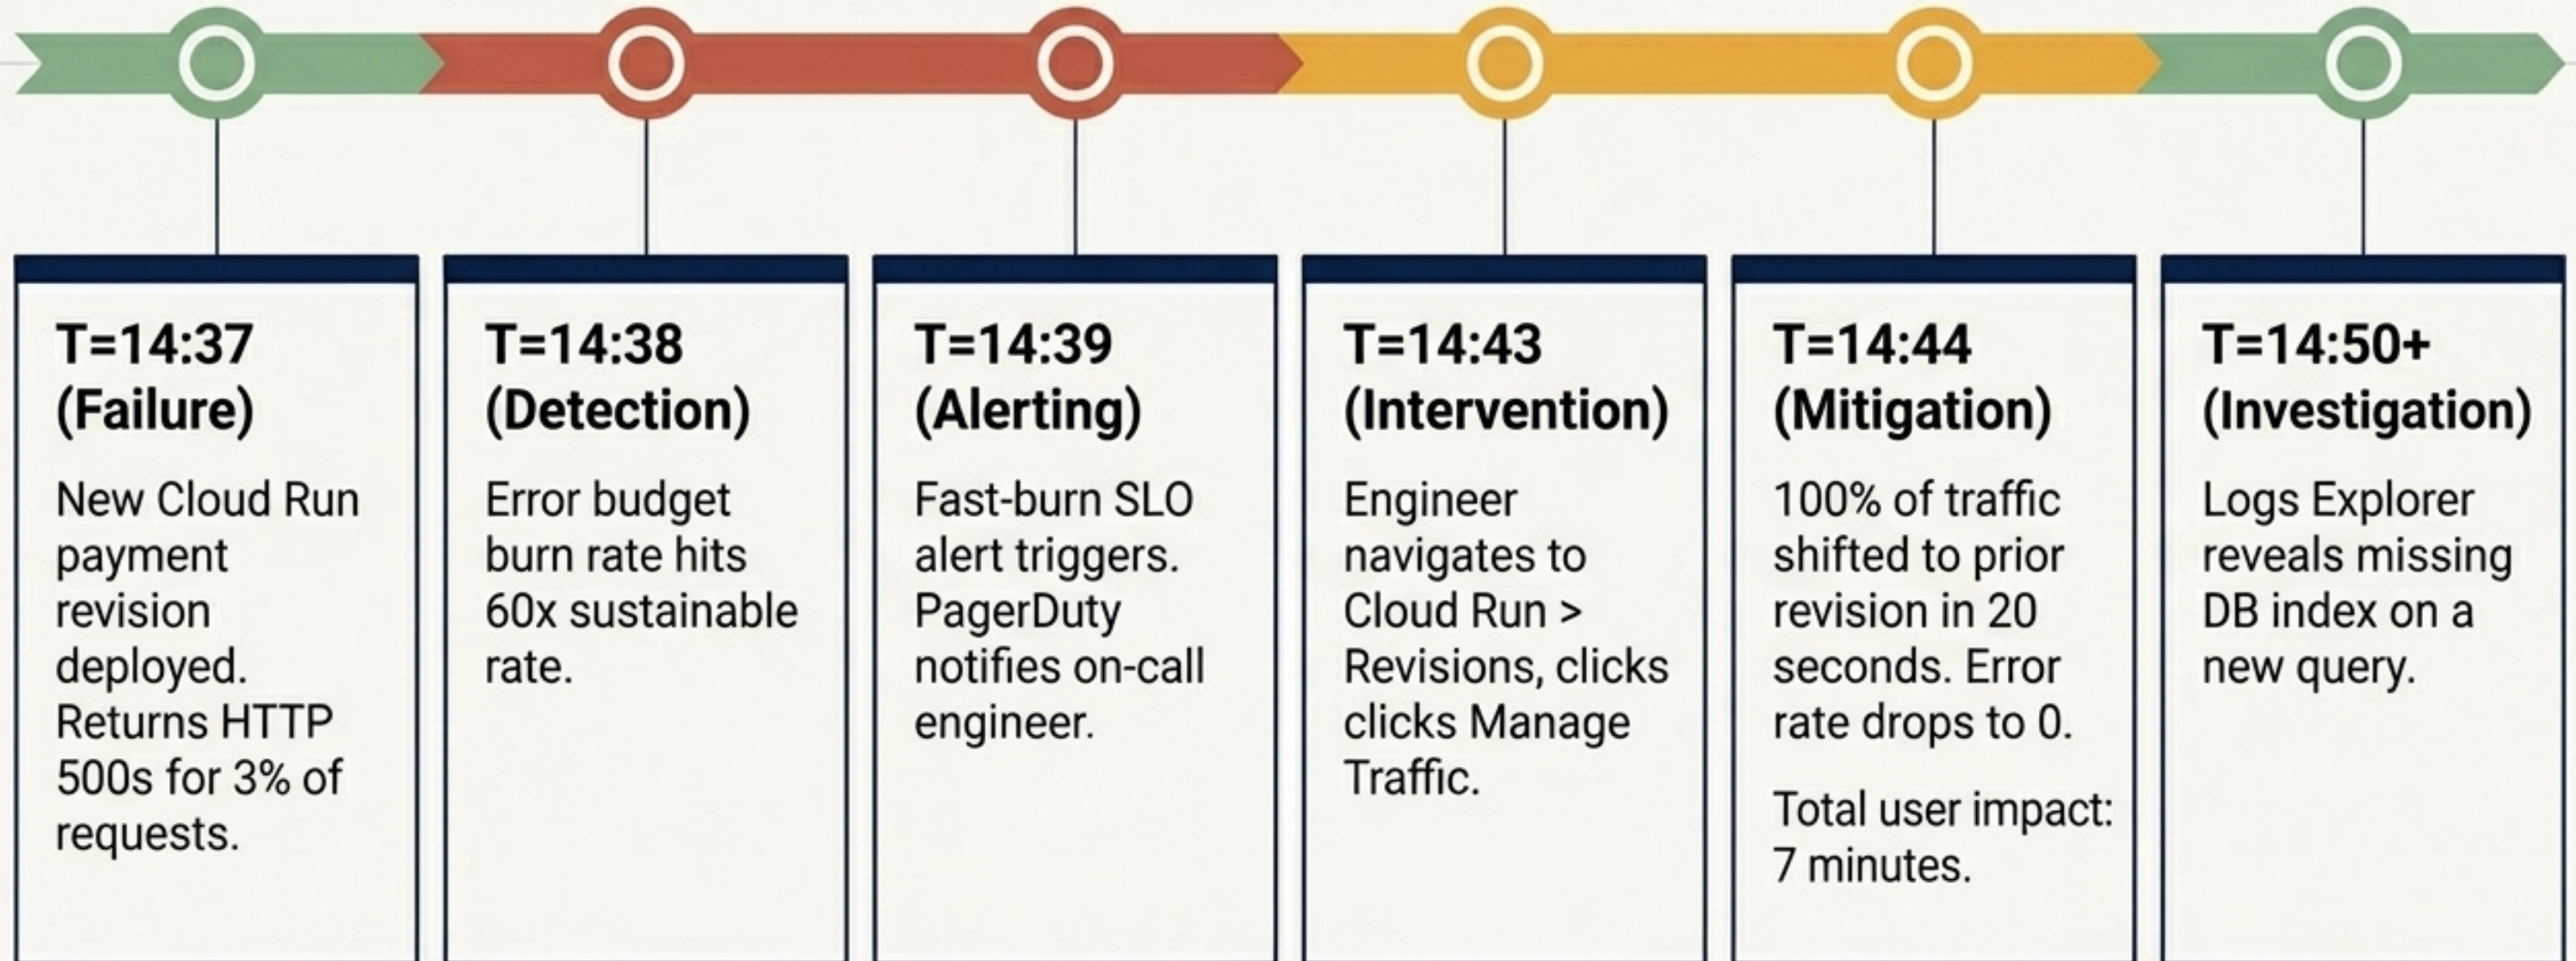 T=14:37
(Failure)
New Cloud Run
payment
revision
deployed.
Returns HTTP
500s for 3% of
requests.
T=14:38
(Detection)
Error budget
burn rate hits
60x sustainable
rate.
T=14:39
(Alerting)
Fast-burn SLO
alert triggers.
PagerDuty
notifies on-call
engineer.
T=14:43
(Intervention)
Engineer
navigates to
Cloud Run >
Revisions, clicks
clicks Manage
Traffic.
T=14:44
(Mitigation)
100% of traffic
shifted to prior
revision in 20
seconds. Error
rate drops to 0.
Total user impact:
7 minutes.
T=14:50+
(Investigation)
Logs Explorer
reveals missing
DB index on a
new query.